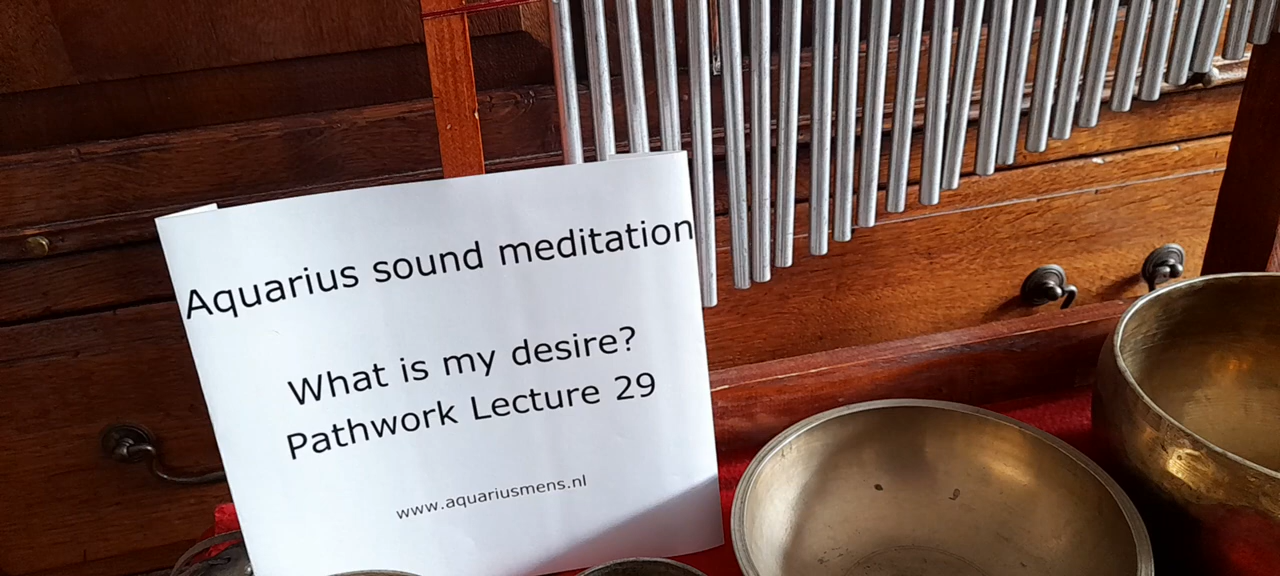 Aquarius sound meditation
What is my desire?
Pathwork Lecture 29
www.aquariusmens.nl